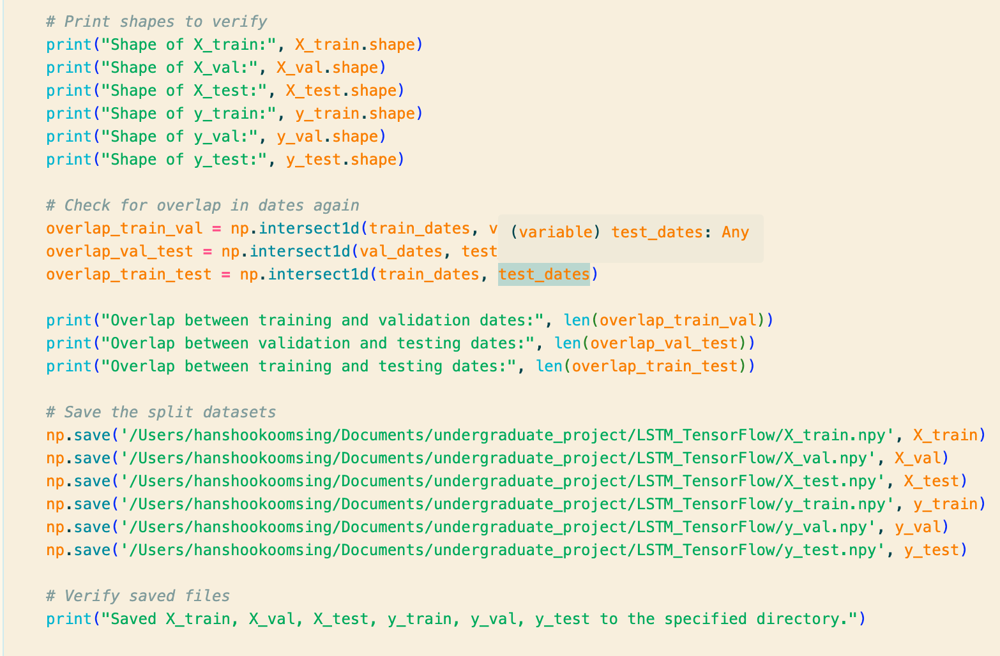 # Print shapes to verify
print("Shape of X_train:", X_train.shape)
print("Shape of X_val:", X_val.shape)
print("Shape of X_test:", X_test.shape)
print("Shape of y_train:", y_train.shape)
print("Shape of y_val:", y_val.shape)
print("Shape of y_test:", y_test.shape)
# Check for overlap in dates again
overlap_train_val = np.intersect1d(train_dates, v
(variable) test_dates: Any
overlap_val_test = np.intersect1d(val_dates, test
overlap_train_test = np.intersect1d(train_dates, test_dates)
print("Overlap between training and validation dates:", len(overlap_train_val))
print("Overlap between validation and testing dates:", len(overlap_val_test))
print("Overlap between training and testing dates:", len(overlap_train_test))
# Save the split datasets
np.save('/Users/hanshookoomsing/Documents/undergraduate_project/LSTM_TensorFlow/X_train.npy', X_train)
np.save('/Users/hanshookoomsing/Documents/undergraduate_project/LSTM_TensorFlow/X_val.npy', X_val)
np.save('/Users/hanshookoomsing/Documents/undergraduate_project/LSTM_TensorFlow/X_test.npy', X_test)
np.save('/Users/hanshookoomsing/Documents/undergraduate_project/LSTM_TensorFlow/y_train.npy', y_train)
np.save('/Users/hanshookoomsing/Documents/undergraduate_project/LSTM_TensorFlow/y_val.npy', y_val)
np.save('/Users/hanshookoomsing/Documents/undergraduate_project/LSTM_TensorFlow/y_test.npy', y_test)
# Verify saved files
print("Saved X_train, X_val, X_test, y_train, y_val, y_test to the specified directory.")